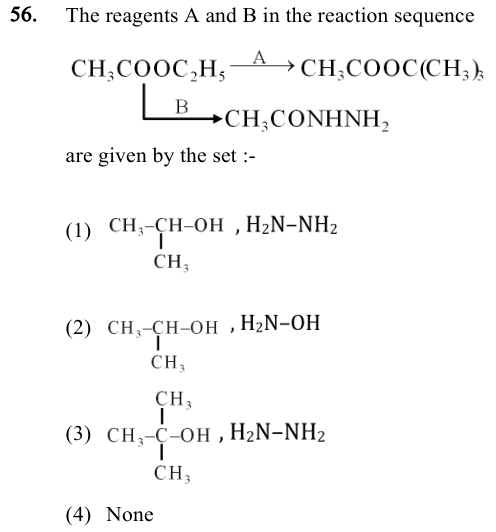 56. The reagents A and B in the reaction sequence
CH₃COOC₂H₅ —A→ CH₃COOC(CH₃)₃
B → CH₃CONHNH₂
are given by the set :-
(1) CH₃–CH–OH , H₂N–NH₂
CH₃
(2) CH₃–CH–OH , H₂N–OH
CH₃
CH₃
(3) CH₃–C–OH , H₂N–NH₂
CH₃
(4) None